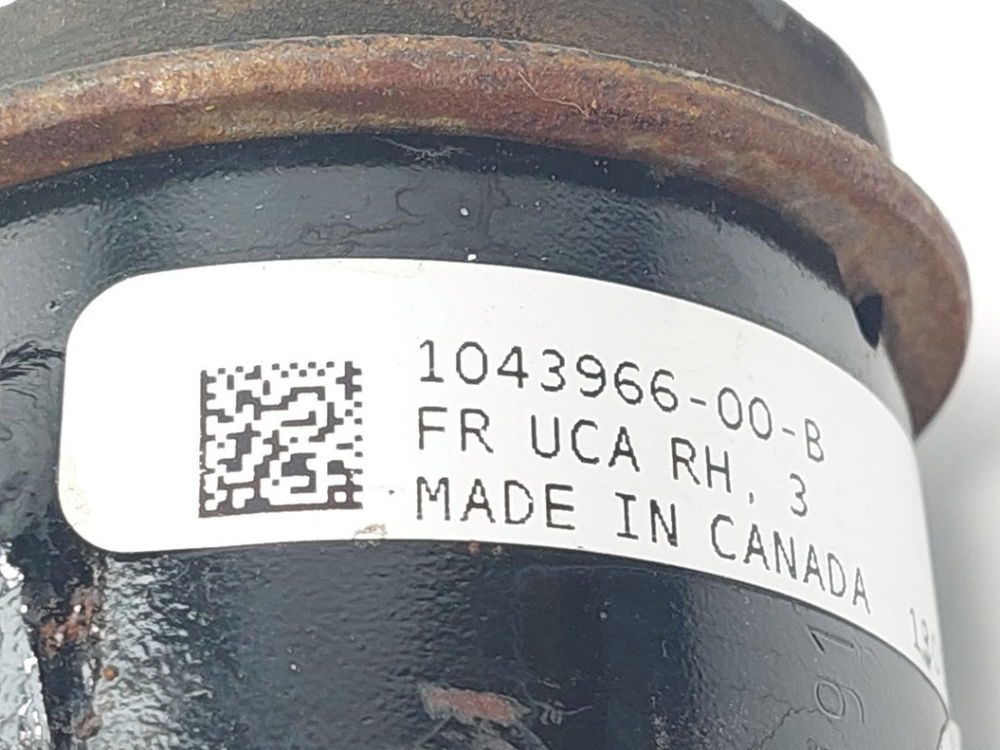 1043966-00-B
FR UCA RH, 3
MADE IN CANADA